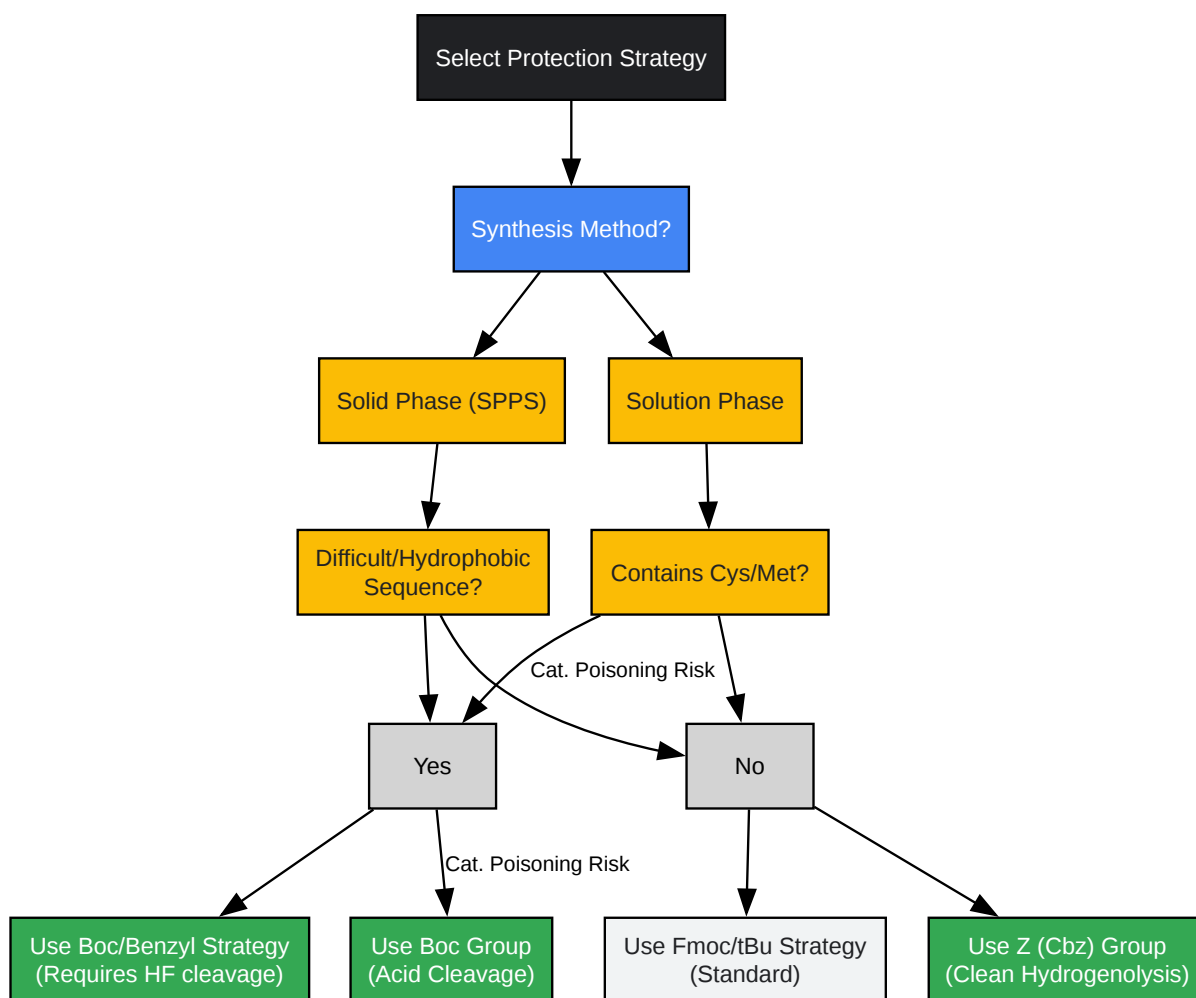 Select Protection Strategy
Synthesis Method?
Solid Phase (SPPS)
Solution Phase
Difficult/Hydrophobic
Sequence?
Contains Cys/Met?
Cat. Poisoning Risk
Yes
No
Cat. Poisoning Risk
Use Boc/Benzyl Strategy
(Requires HF cleavage)
Use Boc Group
(Acid Cleavage)
Use Fmoc/tBu Strategy
(Standard)
Use Z (Cbz) Group
(Clean Hydrogenolysis)